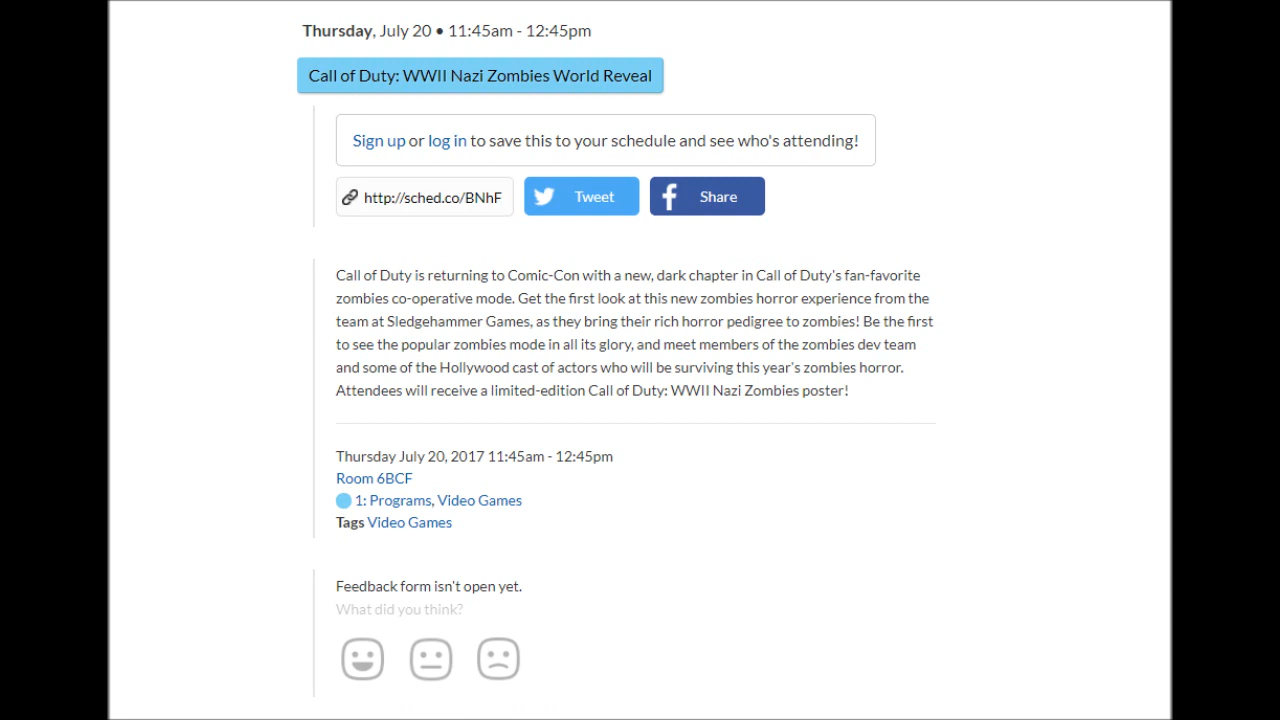 Thursday, July 20 • 11:45am - 12:45pm
Call of Duty: WWII Nazi Zombies World Reveal
Sign up or log in to save this to your schedule and see who's attending!
http://sched.co/BNhF Tweet Share
Call of Duty is returning to Comic-Con with a new, dark chapter in Call of Duty's fan-favorite
zombies co-operative mode. Get the first look at this new zombies horror experience from the
team at Sledgehammer Games, as they bring their rich horror pedigree to zombies! Be the first
to see the popular zombies mode in all its glory, and meet members of the zombies dev team
and some of the Hollywood cast of actors who will be surviving this year's zombies horror.
Attendees will receive a limited-edition Call of Duty: WWII Nazi Zombies poster!
Thursday July 20, 2017 11:45am - 12:45pm
Room 6BCF
1: Programs, Video Games
Tags Video Games
Feedback form isn't open yet.
What did you think?